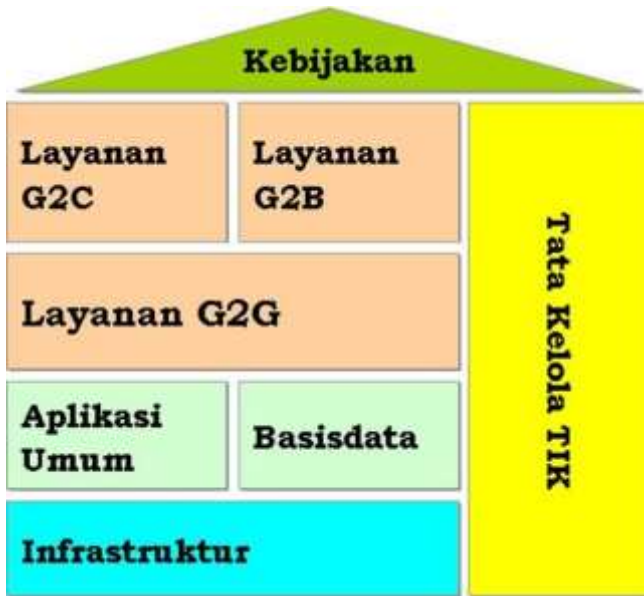 Kebijakan
Layanan
G2C
Layanan
G2B
Layanan G2G
Aplikasi
Umum
Basisdata
Infrastruktur
Tata Kelola TIK